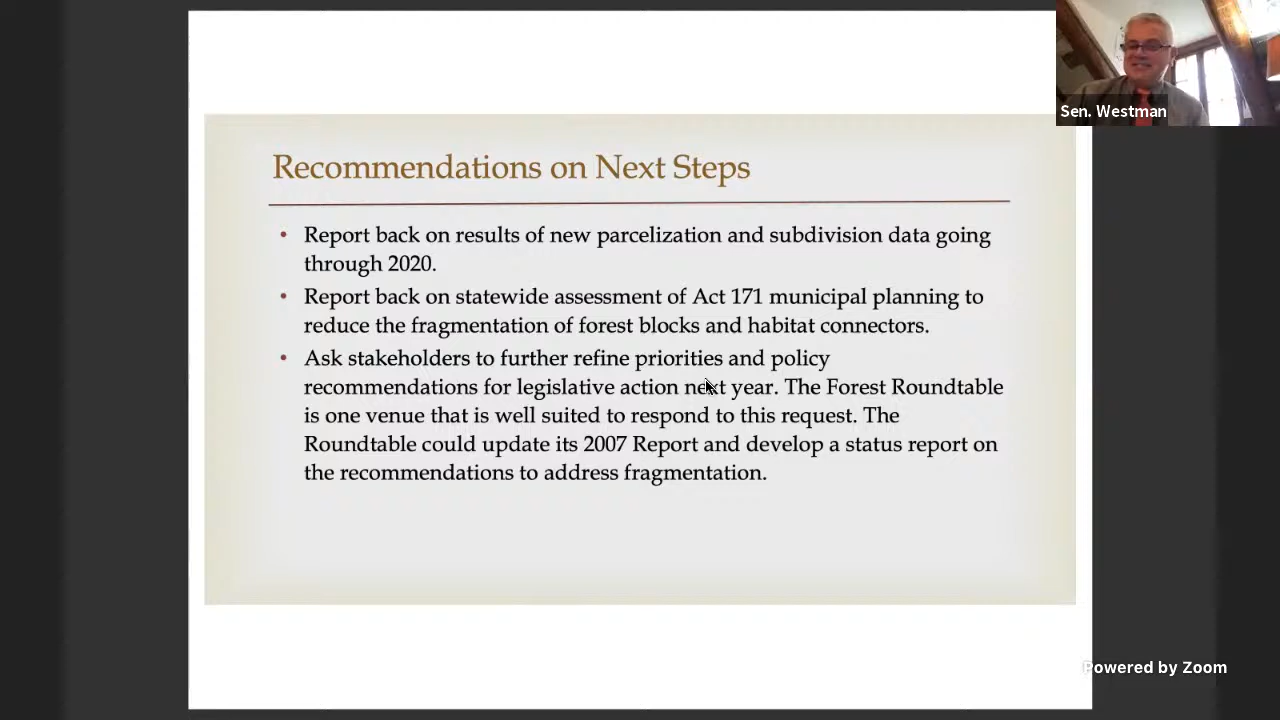 Sen. Westman
Recommendations on Next Steps
• Report back on results of new parcelization and subdivision data going
through 2020.
• Report back on statewide assessment of Act 171 municipal planning to
reduce the fragmentation of forest blocks and habitat connectors.
• Ask stakeholders to further refine priorities and policy
recommendations for legislative action next year. The Forest Roundtable
is one venue that is well suited to respond to this request. The
Roundtable could update its 2007 Report and develop a status report on
the recommendations to address fragmentation.
Powered by Zoom